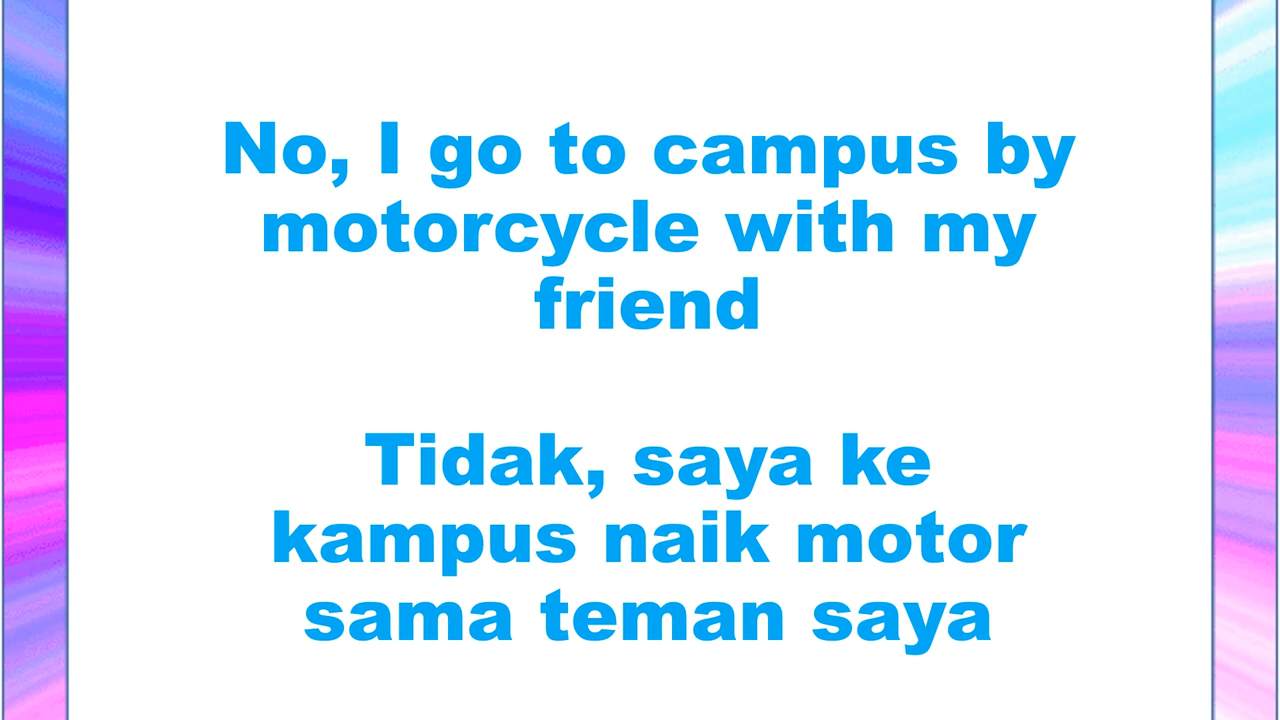 No, I go to campus by
motorcycle with my
friend
Tidak, saya ke
kampus naik motor
sama teman saya